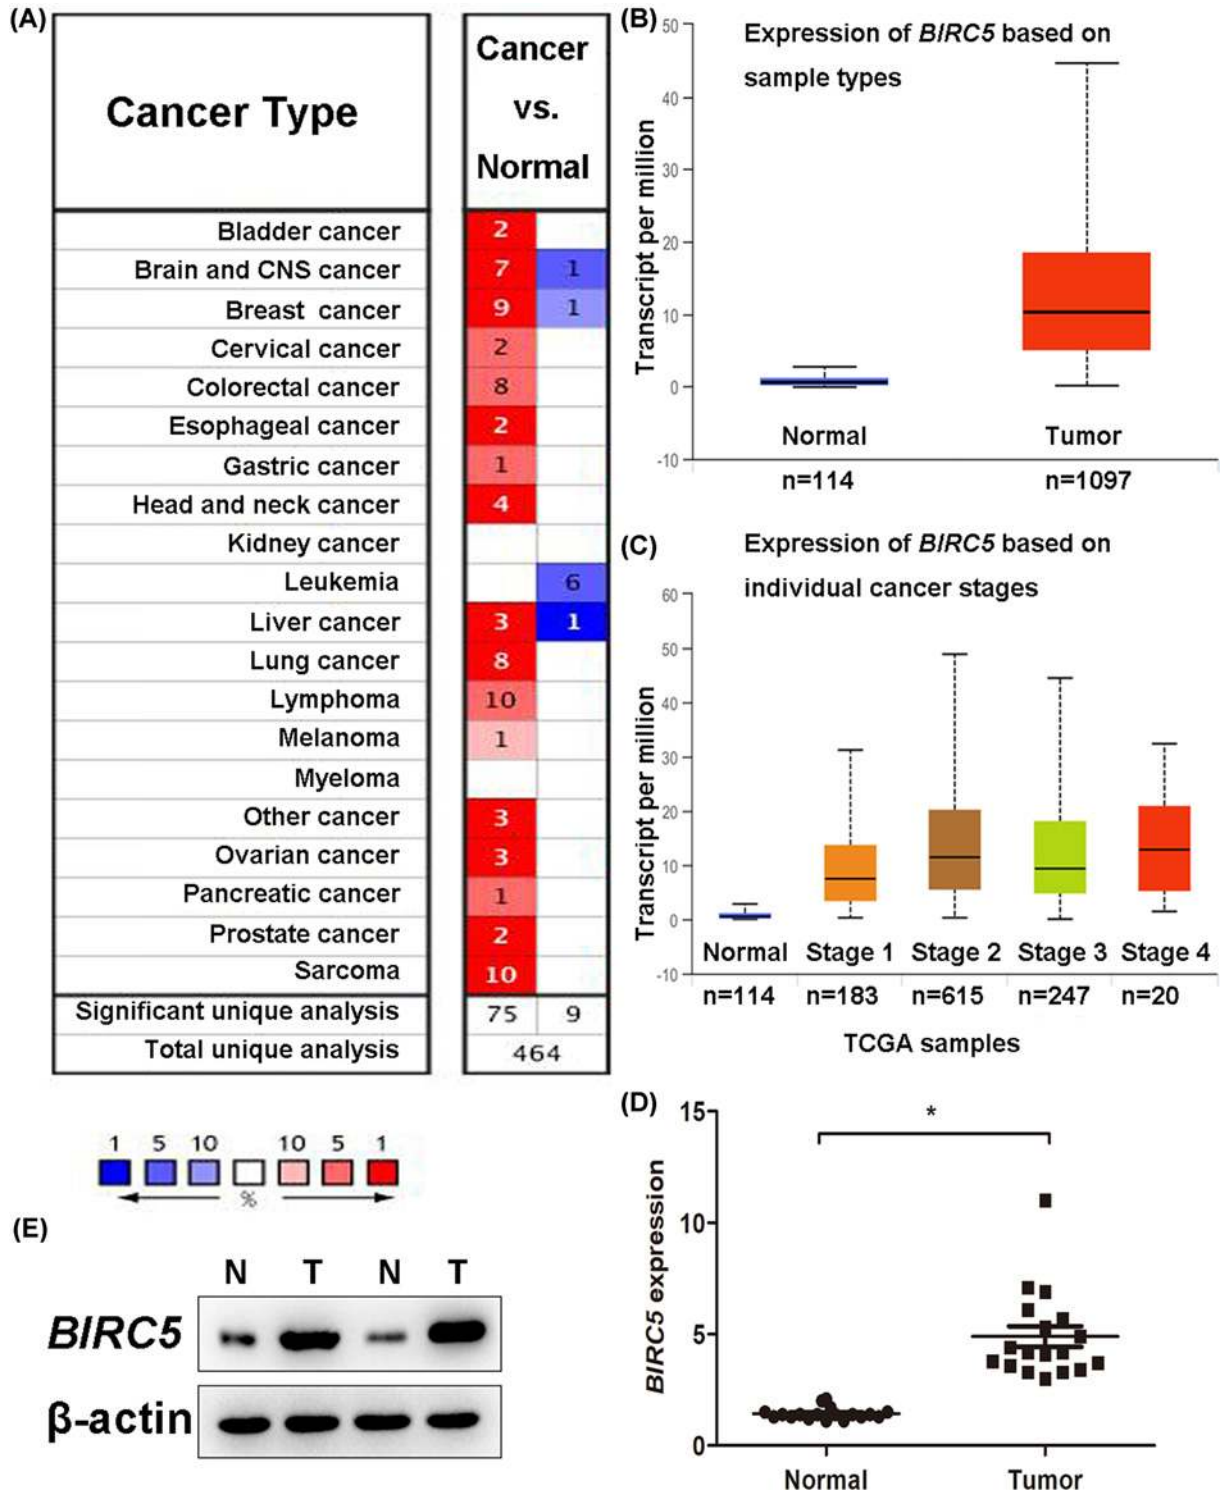 (A)
Cancer Type
Cancer
vs.
Normal
Bladder cancer 2
Brain and CNS cancer 7 1
Breast cancer 9 1
Cervical cancer 2
Colorectal cancer 8
Esophageal cancer 2
Gastric cancer 1
Head and neck cancer 4
Kidney cancer
Leukemia 6
Liver cancer 3 1
Lung cancer 8
Lymphoma 10
Melanoma 1
Myeloma
Other cancer 3
Ovarian cancer 3
Pancreatic cancer 1
Prostate cancer 2
Sarcoma 10
Significant unique analysis 75 9
Total unique analysis 464
1 5 10 10 5 1
%
(B)
Expression of BIRC5 based on
sample types
Transcript per million
50
40
30
20
10
0
-10
Normal Tumor
n=114 n=1097
(C)
Expression of BIRC5 based on
individual cancer stages
Transcript per million
60
50
40
30
20
10
0
-10
Normal Stage 1 Stage 2 Stage 3 Stage 4
n=114 n=183 n=615 n=247 n=20
TCGA samples
(D)
*
BIRC5 expression
15
10
5
0
Normal Tumor
(E)
N T N T
BIRC5
β-actin